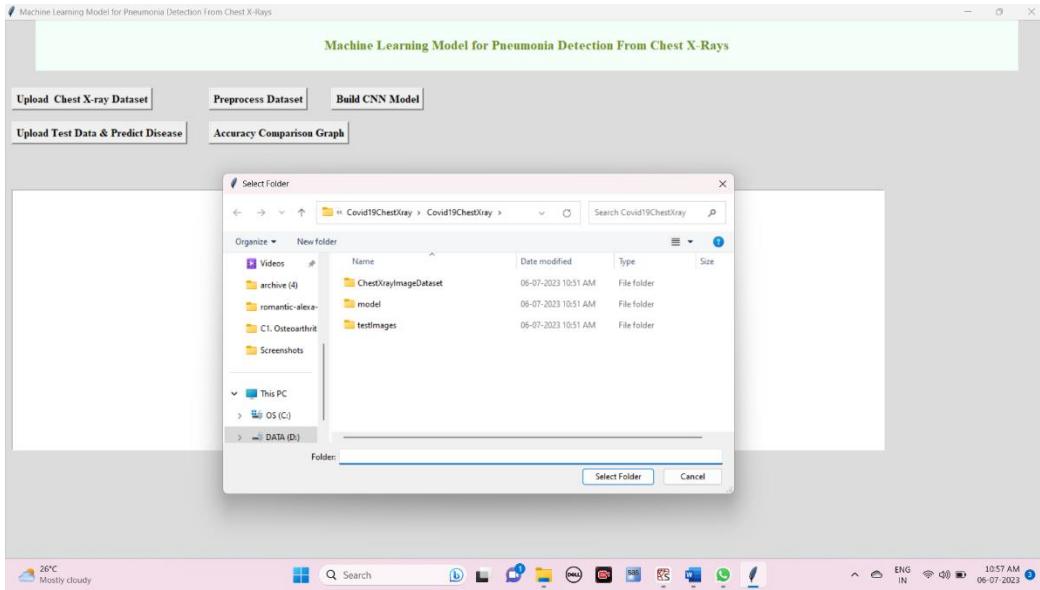 Machine Learning Model for Pneumonia Detection From Chest X-Rays
Machine Learning Model for Pneumonia Detection From Chest X-Rays
Upload Chest X-ray Dataset
Preprocess Dataset
Build CNN Model
Upload Test Data & Predict Disease
Accuracy Comparison Graph
Select Folder
« Covid19ChestXray › Covid19ChestXray ›
Search Covid19ChestXray
Organize
New folder
Videos
archive (4)
romantic-alexa-
C1. Osteoarthrit
Screenshots
This PC
OS (C:)
DATA (D:)
Name Date modified Type Size
ChestXrayImageDataset 06-07-2023 10:51 AM File folder
model 06-07-2023 10:51 AM File folder
testImages 06-07-2023 10:51 AM File folder
Folder:
Select Folder
Cancel
26°C
Mostly cloudy
Search
DELL
sas
ENG
IN
10:57 AM
06-07-2023
3